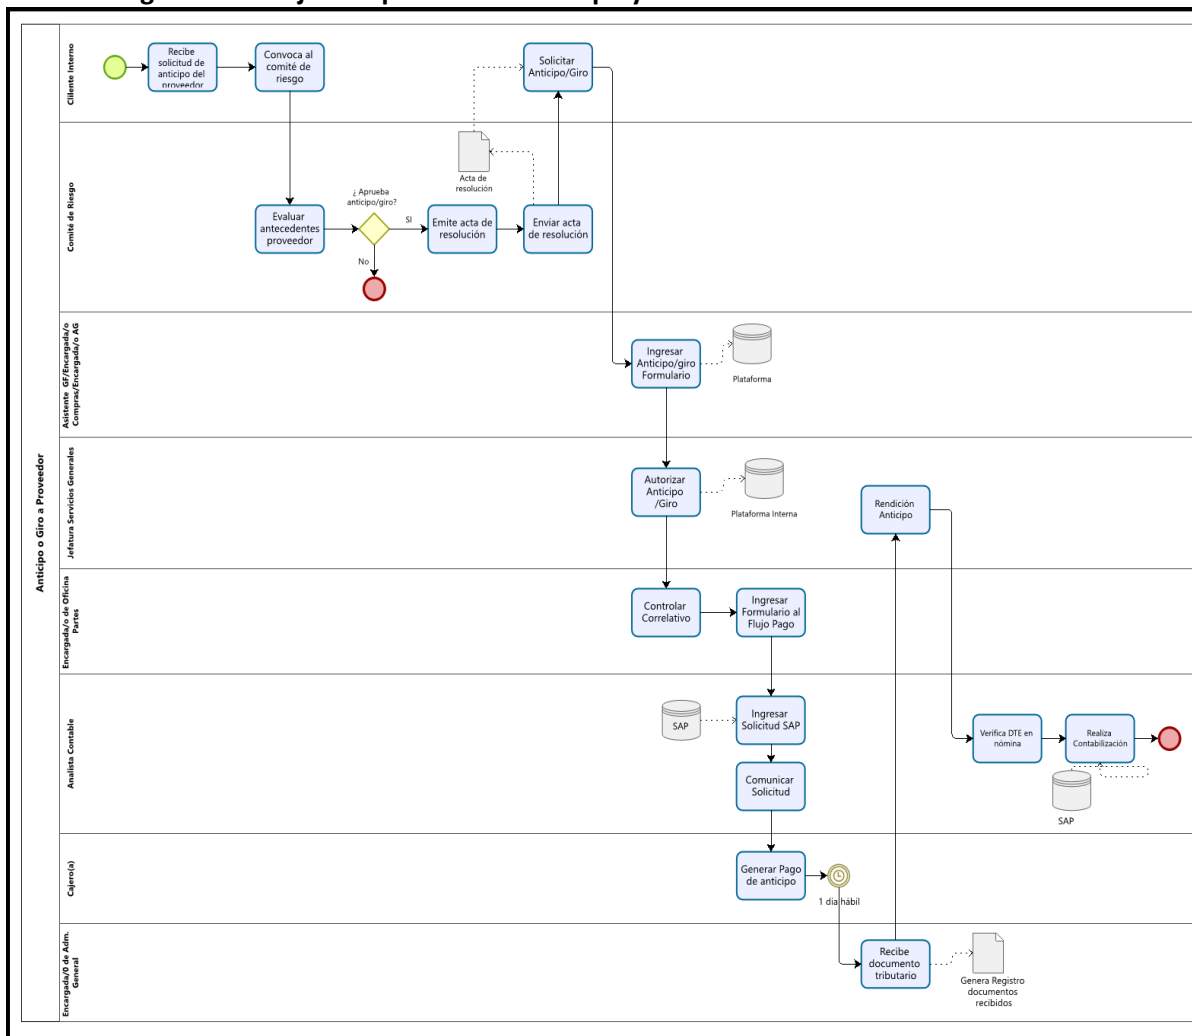 Anticipo o Giro a Proveedor
Ciliente Interno
Recibe
solicitud de
anticipo del
proveedor
Convoca al
comité de
riesgo
Solicitar
Anticipo/Giro
Comité de Riesgo
Acta de
resolución
¿ Aprueba
anticipo/giro?
Evaluar
antecedentes
proveedor
SI
No
Emite acta de
resolución
Enviar acta
de resolución
Asistente GF/Encargada/o
Compras/Encargada/o AG
Ingresar
Anticipo/giro
Formulario
Plataforma
Jefatura Servicios Generales
Autorizar
Anticipo
/Giro
Plataforma Interna
Rendición
Anticipo
Encargada/o de Oficina
Partes
Controlar
Correlativo
Ingresar
Formulario al
Flujo Pago
Analista Contable
SAP
Ingresar
Solicitud SAP
Comunicar
Solicitud
Verifica DTE en
nómina
Realiza
Contabilización
SAP
Cajero(a)
Generar Pago
de anticipo
1 día hábil
Encargada/0 de Adm.
General
Recibe
documento
tributario
Genera Registro
documentos
recibidos